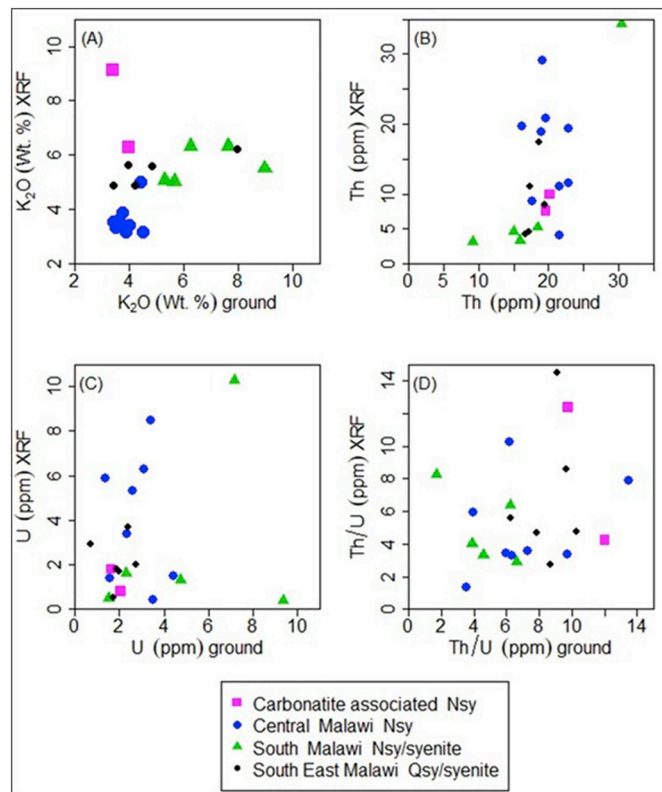 (A)
K₂O (Wt. %) XRF
10
8
6
4
2
2 4 6 8 10
K₂O (Wt. %) ground
(B)
Th (ppm) XRF
30
20
10
5
0
0 5 10 20 30
Th (ppm) ground
(C)
U (ppm) XRF
10
8
6
4
2
0
0 2 4 6 8 10
U (ppm) ground
(D)
Th/U (ppm) XRF
14
10
8
6
4
2
0
0 2 4 6 8 10 14
Th/U (ppm) ground
Carbonatite associated Nsy
Central Malawi Nsy
South Malawi Nsy/syenite
South East Malawi Qsy/syenite